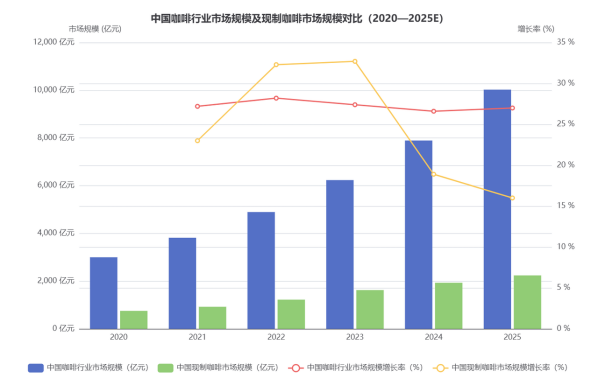 中国咖啡行业市场规模及现制咖啡市场规模对比（2020—2025E）
市场规模 (亿元) 增长率 (%)
12,000 亿元 35 %
10,000 亿元 30 %
25 %
8,000 亿元
20 %
6,000 亿元
15 %
4,000 亿元
10 %
2,000 亿元 5 %
0 亿元 0 %
2020 2021 2022 2023 2024 2025
中国咖啡行业市场规模（亿元） 中国现制咖啡市场规模（亿元） 中国咖啡行业市场规模增长率（%） 中国现制咖啡市场规模增长率（%）